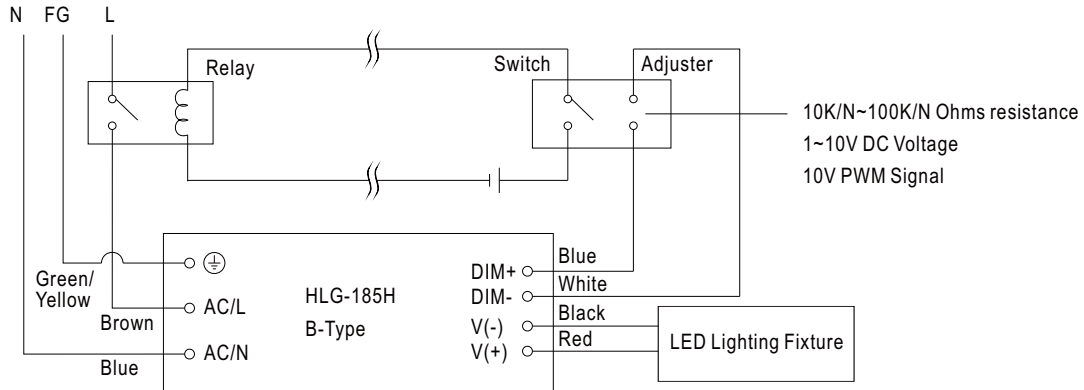 N FG L
Relay
Switch
Adjuster
10K/N~100K/N Ohms resistance
1~10V DC Voltage
10V PWM Signal
Green/
Yellow
Brown
Blue
AC/L
AC/N
HLG-185H
B-Type
DIM+
DIM-
V(-)
V(+)
Blue
White
Black
Red
LED Lighting Fixture